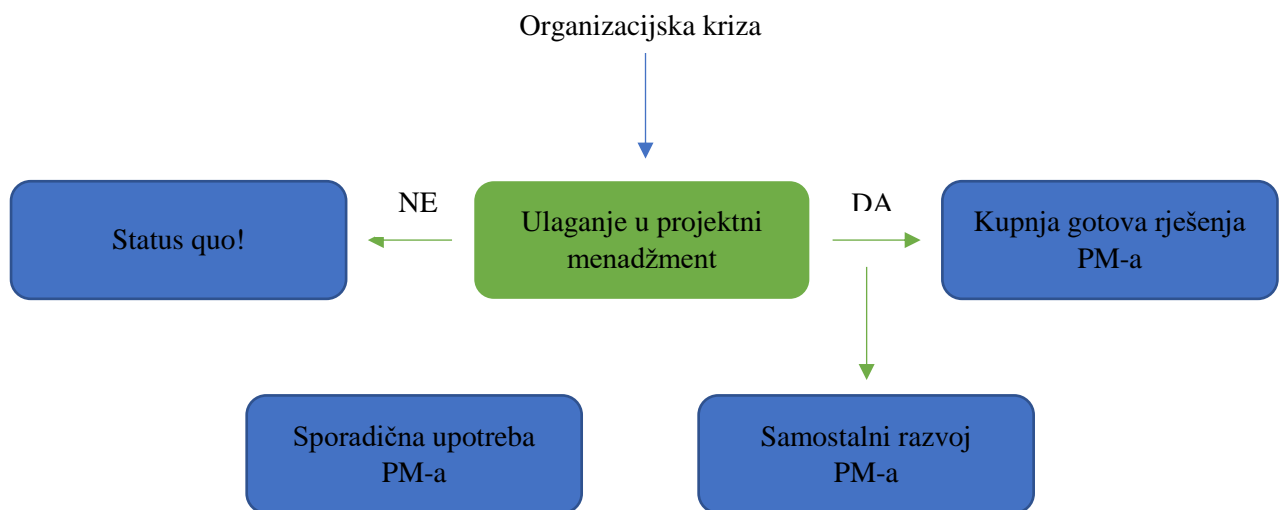 Organizacijska kriza
Status quo!
NE
Ulaganje u projektni
menadžment
DA
Kupnja gotova rješenja
PM-a
Sporadična upotreba
PM-a
Samostalni razvoj
PM-a